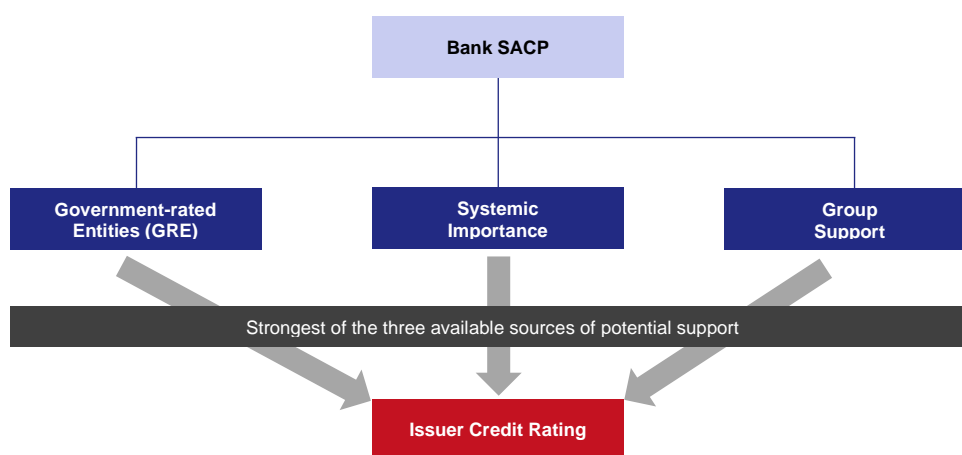 Bank SACP
Government-rated
Entities (GRE)
Systemic
Importance
Group
Support
Strongest of the three available sources of potential support
Issuer Credit Rating